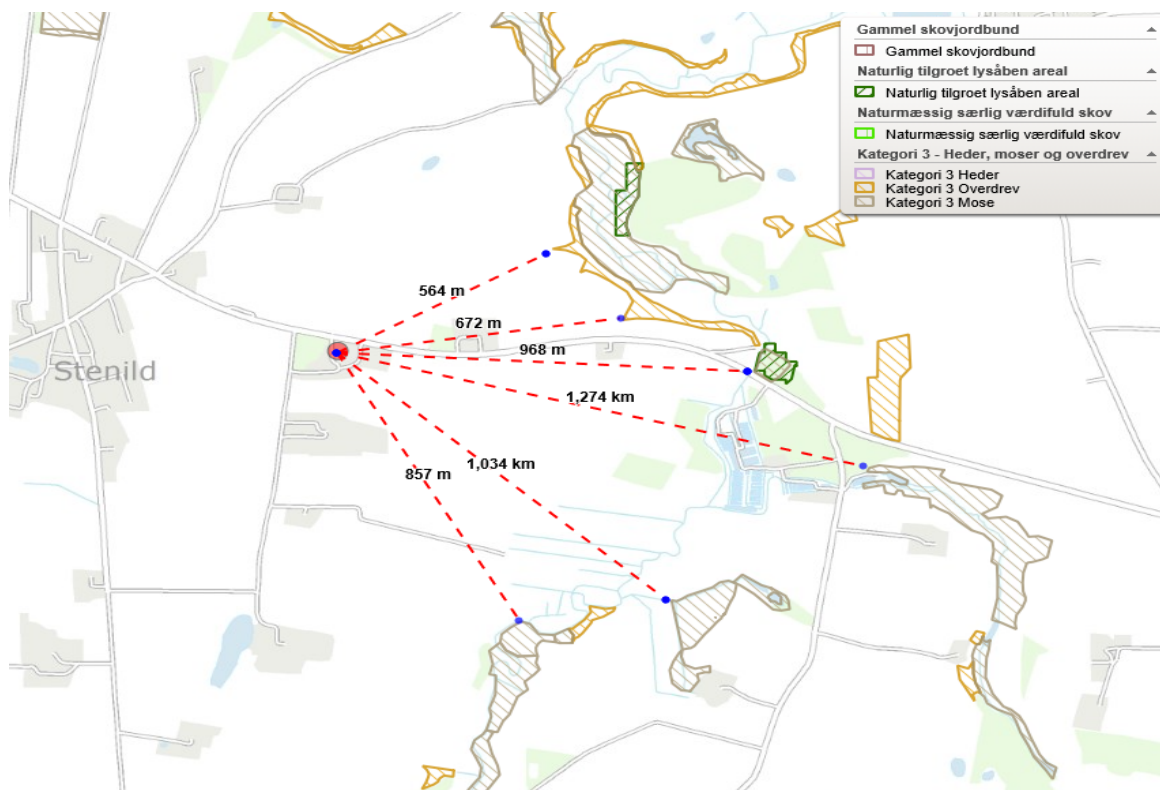 Gammel skovjordbund
Gammel skovjordbund
Naturlig tilgroet lysåben areal
Naturlig tilgroet lysåben areal
Naturmæssig særlig værdifuld skov
Naturmæssig særlig værdifuld skov
Kategori 3 - Heder, moser og overdrev
Kategori 3 Heder
Kategori 3 Overdrev
Kategori 3 Mose
564 m
672 m
968 m
Stenild
1,274 km
1,034 km
857 m